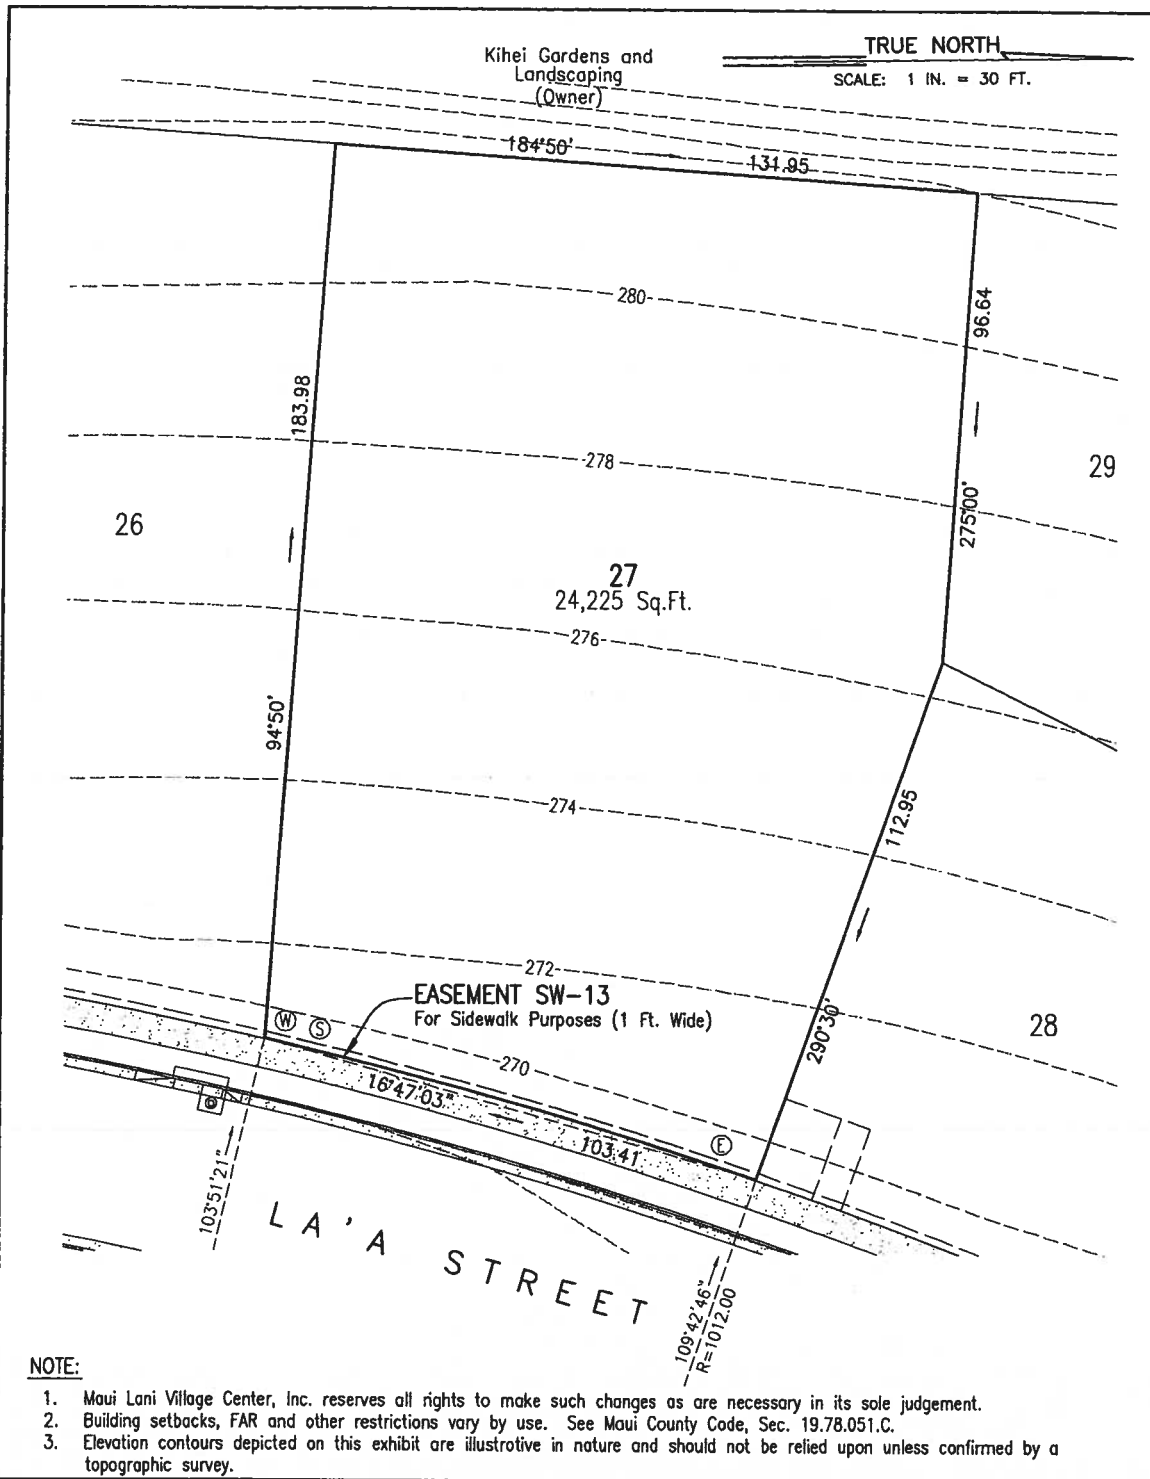 Kihei Gardens and
Landscaping
(Owner)
TRUE NORTH
SCALE: 1 IN. = 30 FT.
184°50'
131.95
280
96.64
183.98
278
29
275°00'
26
27
24,225 Sq.Ft.
276
94°50'
274
112.95
272
EASEMENT SW-13
For Sidewalk Purposes (1 Ft. Wide)
W
S
290°30'
28
270
16°47'03"
103.41
E
103°51'21"
LA'A STREET
109°42'46"
R=1012.00
NOTE:
1. Maui Lani Village Center, Inc. reserves all rights to make such changes as are necessary in its sole judgement.
2. Building setbacks, FAR and other restrictions vary by use. See Maui County Code, Sec. 19.78.051.C.
3. Elevation contours depicted on this exhibit are illustrative in nature and should not be relied upon unless confirmed by a
topographic survey.